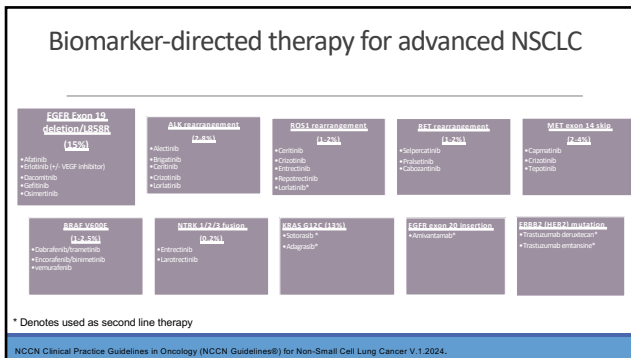 Biomarker-directed therapy for advanced NSCLC
EGFR Exon 19
deletion/L858R
(15%)
•Afatinib
•Erlotinib (+/- VEGF inhibitor)
•Dacomitinib
•Gefitinib
•Osimertinib
ALK rearrangement
(2-8%)
•Alectinib
•Brigatinib
•Ceritinib
•Crizotinib
•Lorlatinib
ROS1 rearrangement
(1-2%)
•Ceritinib
•Crizotinib
•Entrectinib
•Repotrectinib
•Lorlatinib*
RET rearrangement
(1-2%)
•Selpercatinib
•Pralsetinib
•Cabozantinib
MET exon 14 skip
(2-4%)
•Capmatinib
•Crizotinib
•Tepotinib
BRAF V600E
(1-2.5%)
•Dabrafenib/trametinib
•Encorafenib/binimetinib
•vemurafenib
NTRK 1/2/3 fusion
(0.2%)
•Entrectinib
•Larotrectinib
KRAS G12C (13%)
•Sotorasib *
•Adagrasib*
EGFR exon 20 insertion
•Amivantamab*
ERBB2 (HER2) mutation
•Trastuzumab deruxtecan*
•Trastuzumab emtansine*
* Denotes used as second line therapy
NCCN Clinical Practice Guidelines in Oncology (NCCN Guidelines®) for Non-Small Cell Lung Cancer V.1.2024.